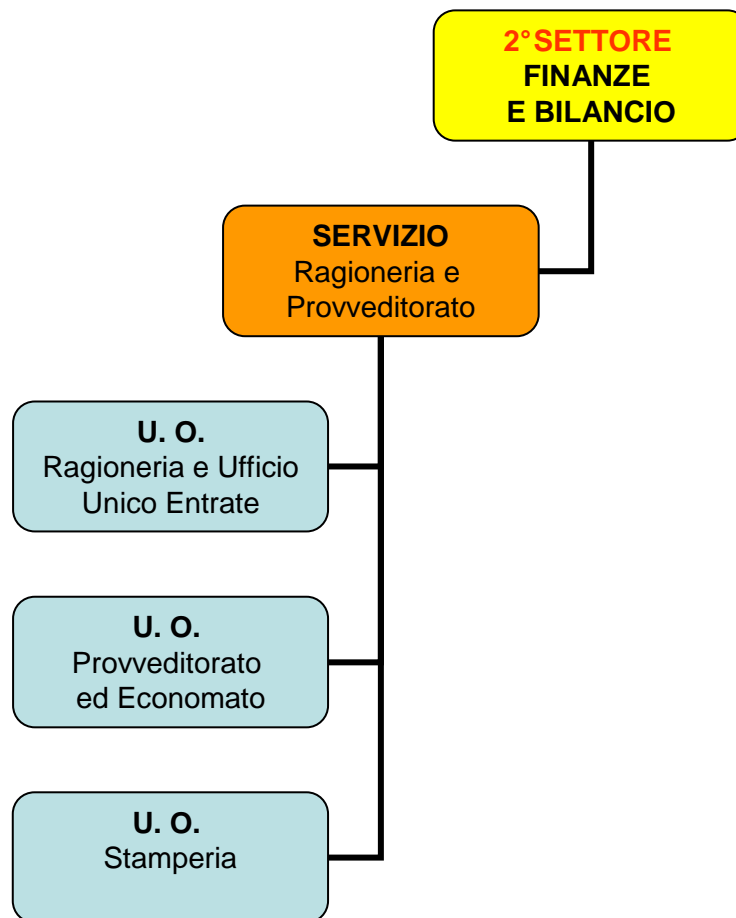 2°SETTORE
FINANZE
E BILANCIO
SERVIZIO
Ragioneria e
Provveditorato
U. O.
Ragioneria e Ufficio
Unico Entrate
U. O.
Provveditorato
ed Economato
U. O.
Stamperia